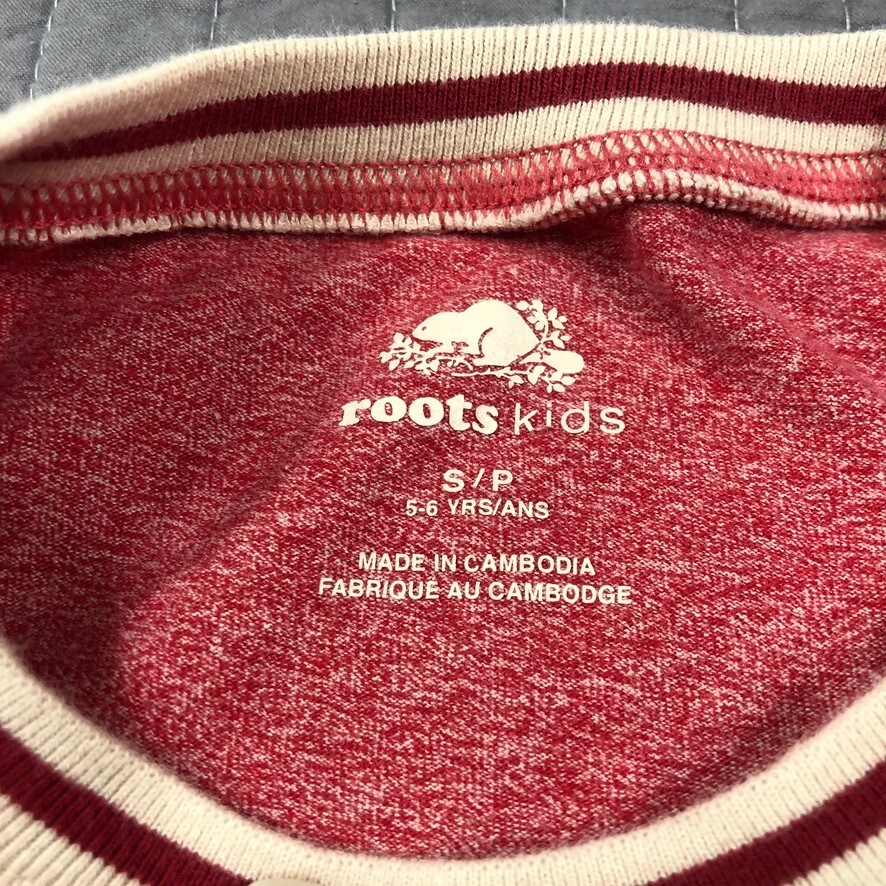 roots kids
S/P
5-6 YRS/ANS
MADE IN CAMBODIA
FABRIQUÉ AU CAMBODGE